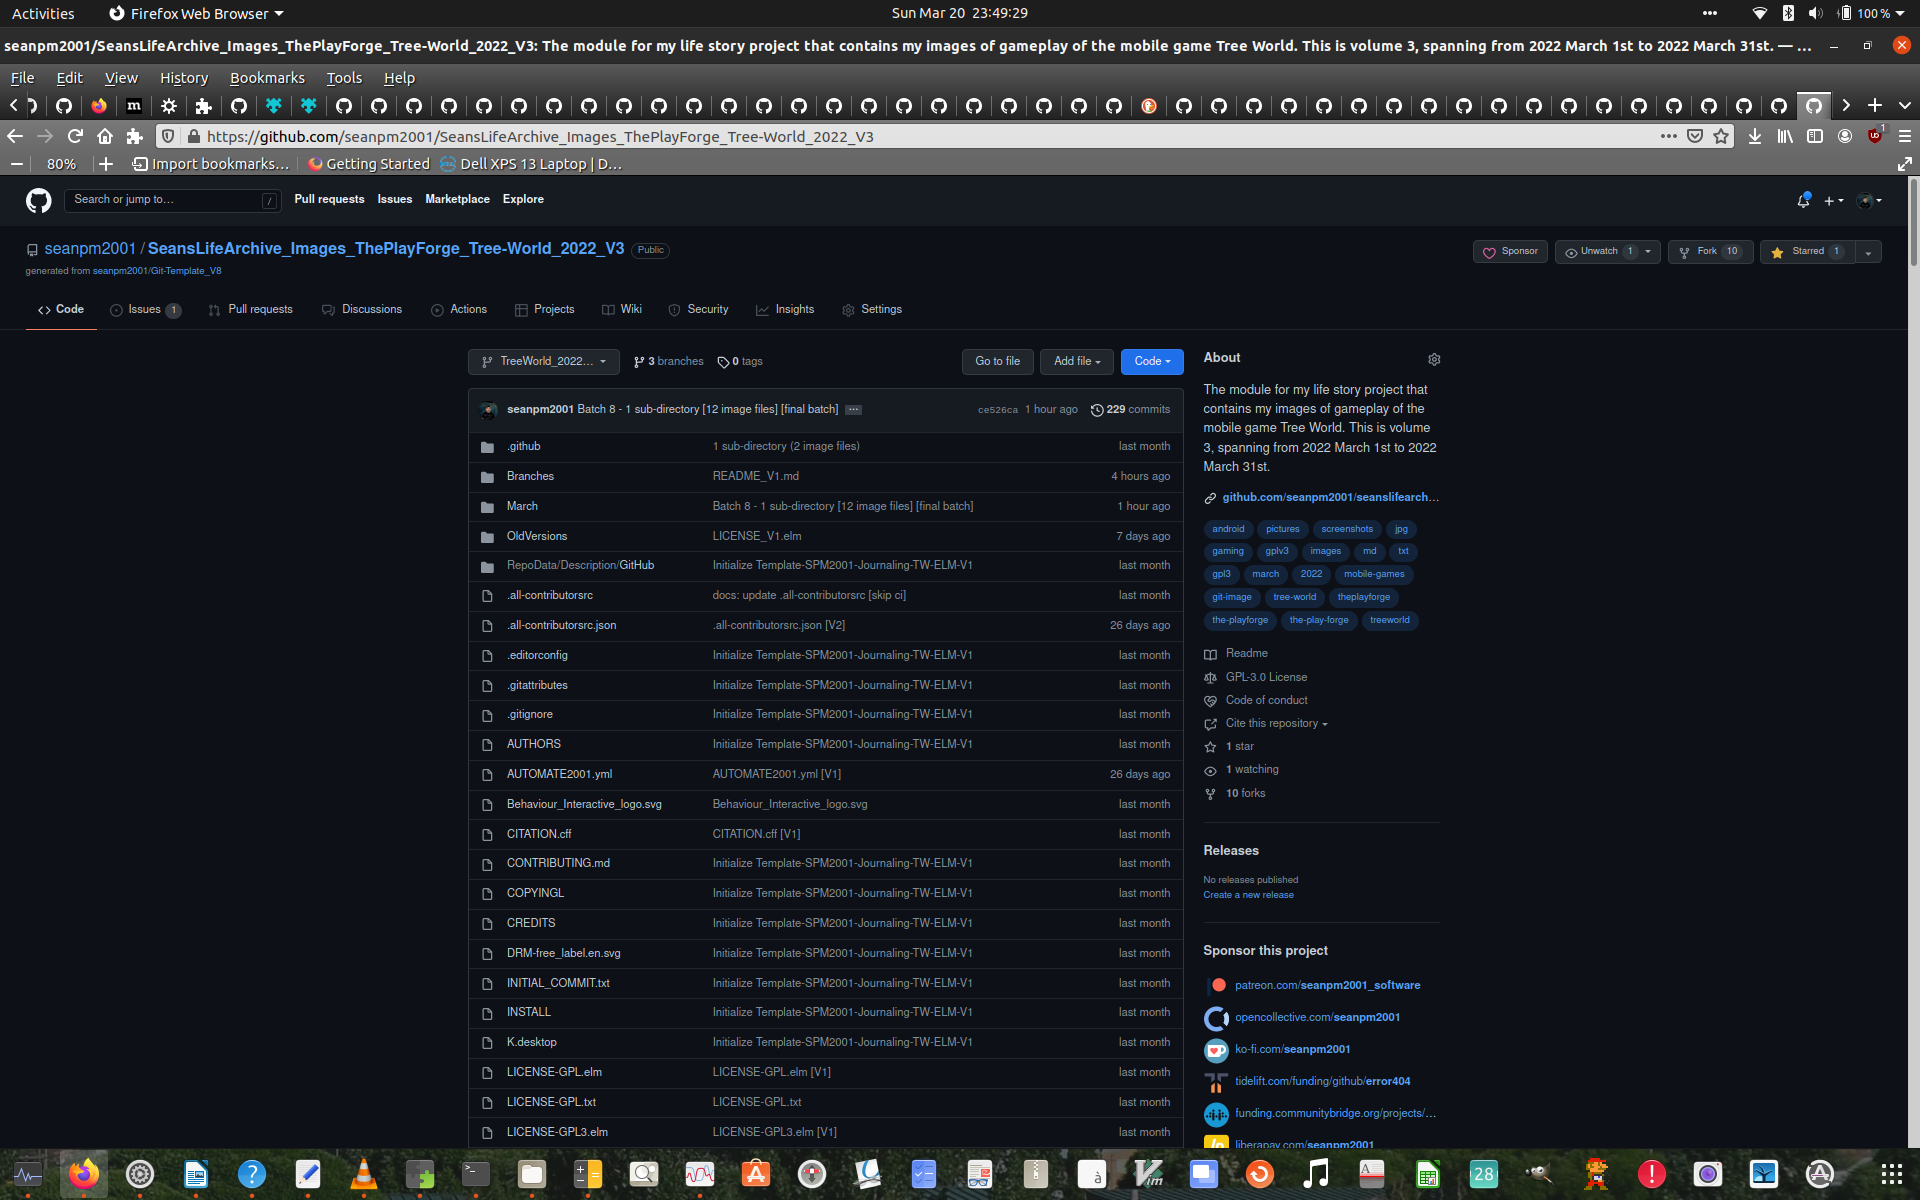 Activities Firefox Web Browser Sun Mar 20 23:49:29 100 %
seanpm2001/SeansLifeArchive_Images_ThePlayForge_Tree-World_2022_V3: The module for my life story project that contains my images of gameplay of the mobile game Tree World. This is volume 3, spanning from 2022 March 1st to 2022 March 31st. — ...
File Edit View History Bookmarks Tools Help
https://github.com/seanpm2001/SeansLifeArchive_Images_ThePlayForge_Tree-World_2022_V3 1
80% Import bookmarks... Getting Started Dell XPS 13 Laptop | D...
Search or jump to... / Pull requests Issues Marketplace Explore
seanpm2001 / SeansLifeArchive_Images_ThePlayForge_Tree-World_2022_V3 Public
Sponsor Unwatch 1 Fork 10 Starred 1
generated from seanpm2001/Git-Template_V8
Code Issues 1 Pull requests Discussions Actions Projects Wiki Security Insights Settings
TreeWorld_2022... 3 branches 0 tags Go to file Add file Code
seanpm2001 Batch 8 - 1 sub-directory [12 image files] [final batch] ... ce526ca 1 hour ago 229 commits
.github 1 sub-directory (2 image files) last month
Branches README_V1.md 4 hours ago
March Batch 8 - 1 sub-directory [12 image files] [final batch] 1 hour ago
OldVersions LICENSE_V1.elm 7 days ago
RepoData/Description/GitHub Initialize Template-SPM2001-Journaling-TW-ELM-V1 last month
.all-contributorsrc docs: update .all-contributorsrc [skip ci] last month
.all-contributorsrc.json .all-contributorsrc.json [V2] 26 days ago
.editorconfig Initialize Template-SPM2001-Journaling-TW-ELM-V1 last month
.gitattributes Initialize Template-SPM2001-Journaling-TW-ELM-V1 last month
.gitignore Initialize Template-SPM2001-Journaling-TW-ELM-V1 last month
AUTHORS Initialize Template-SPM2001-Journaling-TW-ELM-V1 last month
AUTOMATE2001.yml AUTOMATE2001.yml [V1] 26 days ago
Behaviour_Interactive_logo.svg Behaviour_Interactive_logo.svg last month
CITATION.cff CITATION.cff [V1] last month
CONTRIBUTING.md Initialize Template-SPM2001-Journaling-TW-ELM-V1 last month
COPYINGL Initialize Template-SPM2001-Journaling-TW-ELM-V1 last month
CREDITS Initialize Template-SPM2001-Journaling-TW-ELM-V1 last month
DRM-free_label.en.svg Initialize Template-SPM2001-Journaling-TW-ELM-V1 last month
INITIAL_COMMIT.txt Initialize Template-SPM2001-Journaling-TW-ELM-V1 last month
INSTALL Initialize Template-SPM2001-Journaling-TW-ELM-V1 last month
K.desktop Initialize Template-SPM2001-Journaling-TW-ELM-V1 last month
LICENSE-GPL.elm LICENSE-GPL.elm [V1] last month
LICENSE-GPL.txt LICENSE-GPL.txt last month
LICENSE-GPL3.elm LICENSE-GPL3.elm [V1] last month
About
The module for my life story project that
contains my images of gameplay of the
mobile game Tree World. This is volume
3, spanning from 2022 March 1st to 2022
March 31st.
github.com/seanpm2001/seanslifearch...
android pictures screenshots jpg
gaming gplv3 images md txt
gpl3 march 2022 mobile-games
git-image tree-world theplayforge
the-playforge the-play-forge treeworld
Readme
GPL-3.0 License
Code of conduct
Cite this repository
1 star
1 watching
10 forks
Releases
No releases published
Create a new release
Sponsor this project
patreon.com/seanpm2001_software
opencollective.com/seanpm2001
ko-fi.com/seanpm2001
tidelift.com/funding/github/error404
funding.communitybridge.org/projects/...
liberapay.com/seanpm2001
28